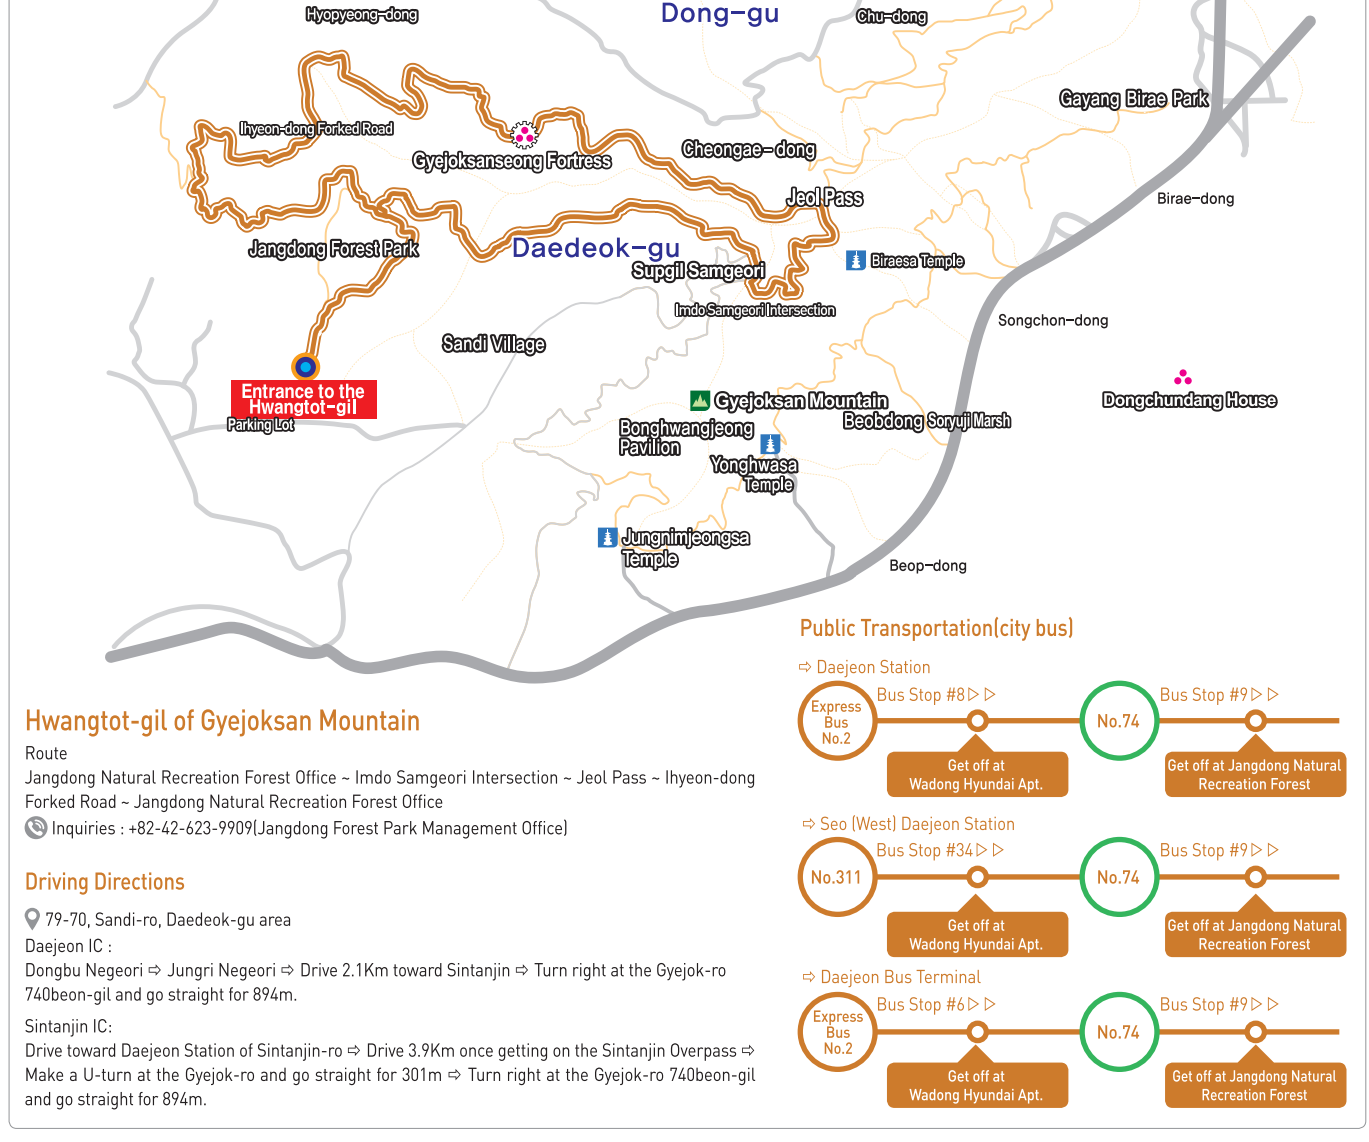 Hyopyeong-dong
Dong-gu
Chu-dong
Gayang Birae Park
Ihyeon-dong Forked Road
Gyejoksanseong Fortress
Cheongae-dong
Jeol Pass
Birae-dong
Jangdong Forest Park
Daedeok-gu
Supgil Samgeori
Biraesa Temple
Imdo Samgeori Intersection
Songchon-dong
Sandi Village
Entrance to the
Hwangtot-gil
Parking Lot
Gyejoksan Mountain
Dongchundang House
Bonghwangjeong
Pavilion
Beobdong Soryuji Marsh
Yonghwasa
Temple
Jungnimjeongsa
Temple
Beop-dong
Hwangtot-gil of Gyejoksan Mountain
Route
Jangdong Natural Recreation Forest Office ~ Imdo Samgeori Intersection ~ Jeol Pass ~ Ihyeon-dong
Forked Road ~ Jangdong Natural Recreation Forest Office
Inquiries : +82-42-623-9909(Jangdong Forest Park Management Office)
Driving Directions
79-70, Sandi-ro, Daedeok-gu area
Daejeon IC :
Dongbu Negeori ⇨ Jungri Negeori ⇨ Drive 2.1Km toward Sintanjin ⇨ Turn right at the Gyejok-ro
740beon-gil and go straight for 894m.
Sintanjin IC:
Drive toward Daejeon Station of Sintanjin-ro ⇨ Drive 3.9Km once getting on the Sintanjin Overpass ⇨
Make a U-turn at the Gyejok-ro and go straight for 301m ⇨ Turn right at the Gyejok-ro 740beon-gil
and go straight for 894m.
Public Transportation(city bus)
⇨ Daejeon Station
Express
Bus
No.2
Bus Stop #8▷▷
Get off at
Wadong Hyundai Apt.
No.74
Bus Stop #9▷▷
Get off at Jangdong Natural
Recreation Forest
⇨ Seo (West) Daejeon Station
No.311
Bus Stop #34▷▷
Get off at
Wadong Hyundai Apt.
No.74
Bus Stop #9▷▷
Get off at Jangdong Natural
Recreation Forest
⇨ Daejeon Bus Terminal
Express
Bus
No.2
Bus Stop #6▷▷
Get off at
Wadong Hyundai Apt.
No.74
Bus Stop #9▷▷
Get off at Jangdong Natural
Recreation Forest